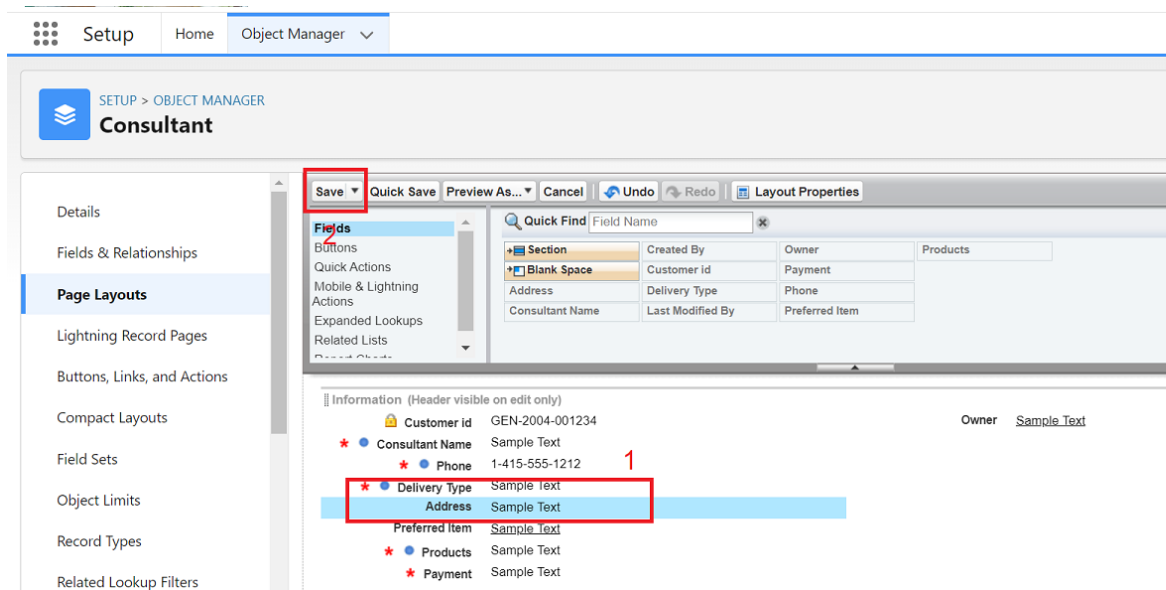 Setup Home Object Manager
SETUP > OBJECT MANAGER
Consultant
Details
Fields & Relationships
Page Layouts
Lightning Record Pages
Buttons, Links, and Actions
Compact Layouts
Field Sets
Object Limits
Record Types
Related Lookup Filters
Save Quick Save Preview As... Cancel Undo Redo Layout Properties
Fields
2
Buttons
Quick Actions
Mobile & Lightning
Actions
Expanded Lookups
Related Lists
Report Charts
Quick Find Field Name
Section Created By Owner Products
Blank Space Customer id Payment
Address Delivery Type Phone
Consultant Name Last Modified By Preferred Item
Information (Header visible on edit only)
Customer id GEN-2004-001234 Owner Sample Text
* Consultant Name Sample Text
* Phone 1-415-555-1212 1
* Delivery Type Sample Text
Address Sample Text
Preferred Item Sample Text
* Products Sample Text
* Payment Sample Text